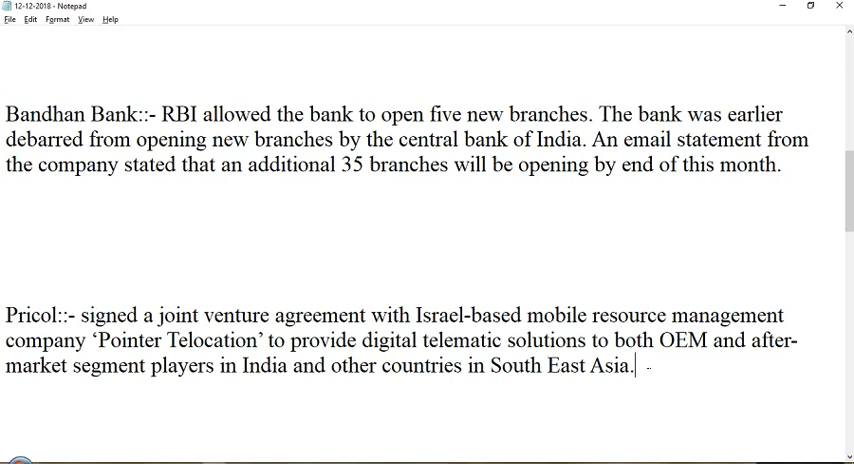 12-12-2018 - Notepad
File Edit Format View Help
Bandhan Bank::- RBI allowed the bank to open five new branches. The bank was earlier
debarred from opening new branches by the central bank of India. An email statement from
the company stated that an additional 35 branches will be opening by end of this month.
Pricol::- signed a joint venture agreement with Israel-based mobile resource management
company ‘Pointer Telocation’ to provide digital telematic solutions to both OEM and after-
market segment players in India and other countries in South East Asia.